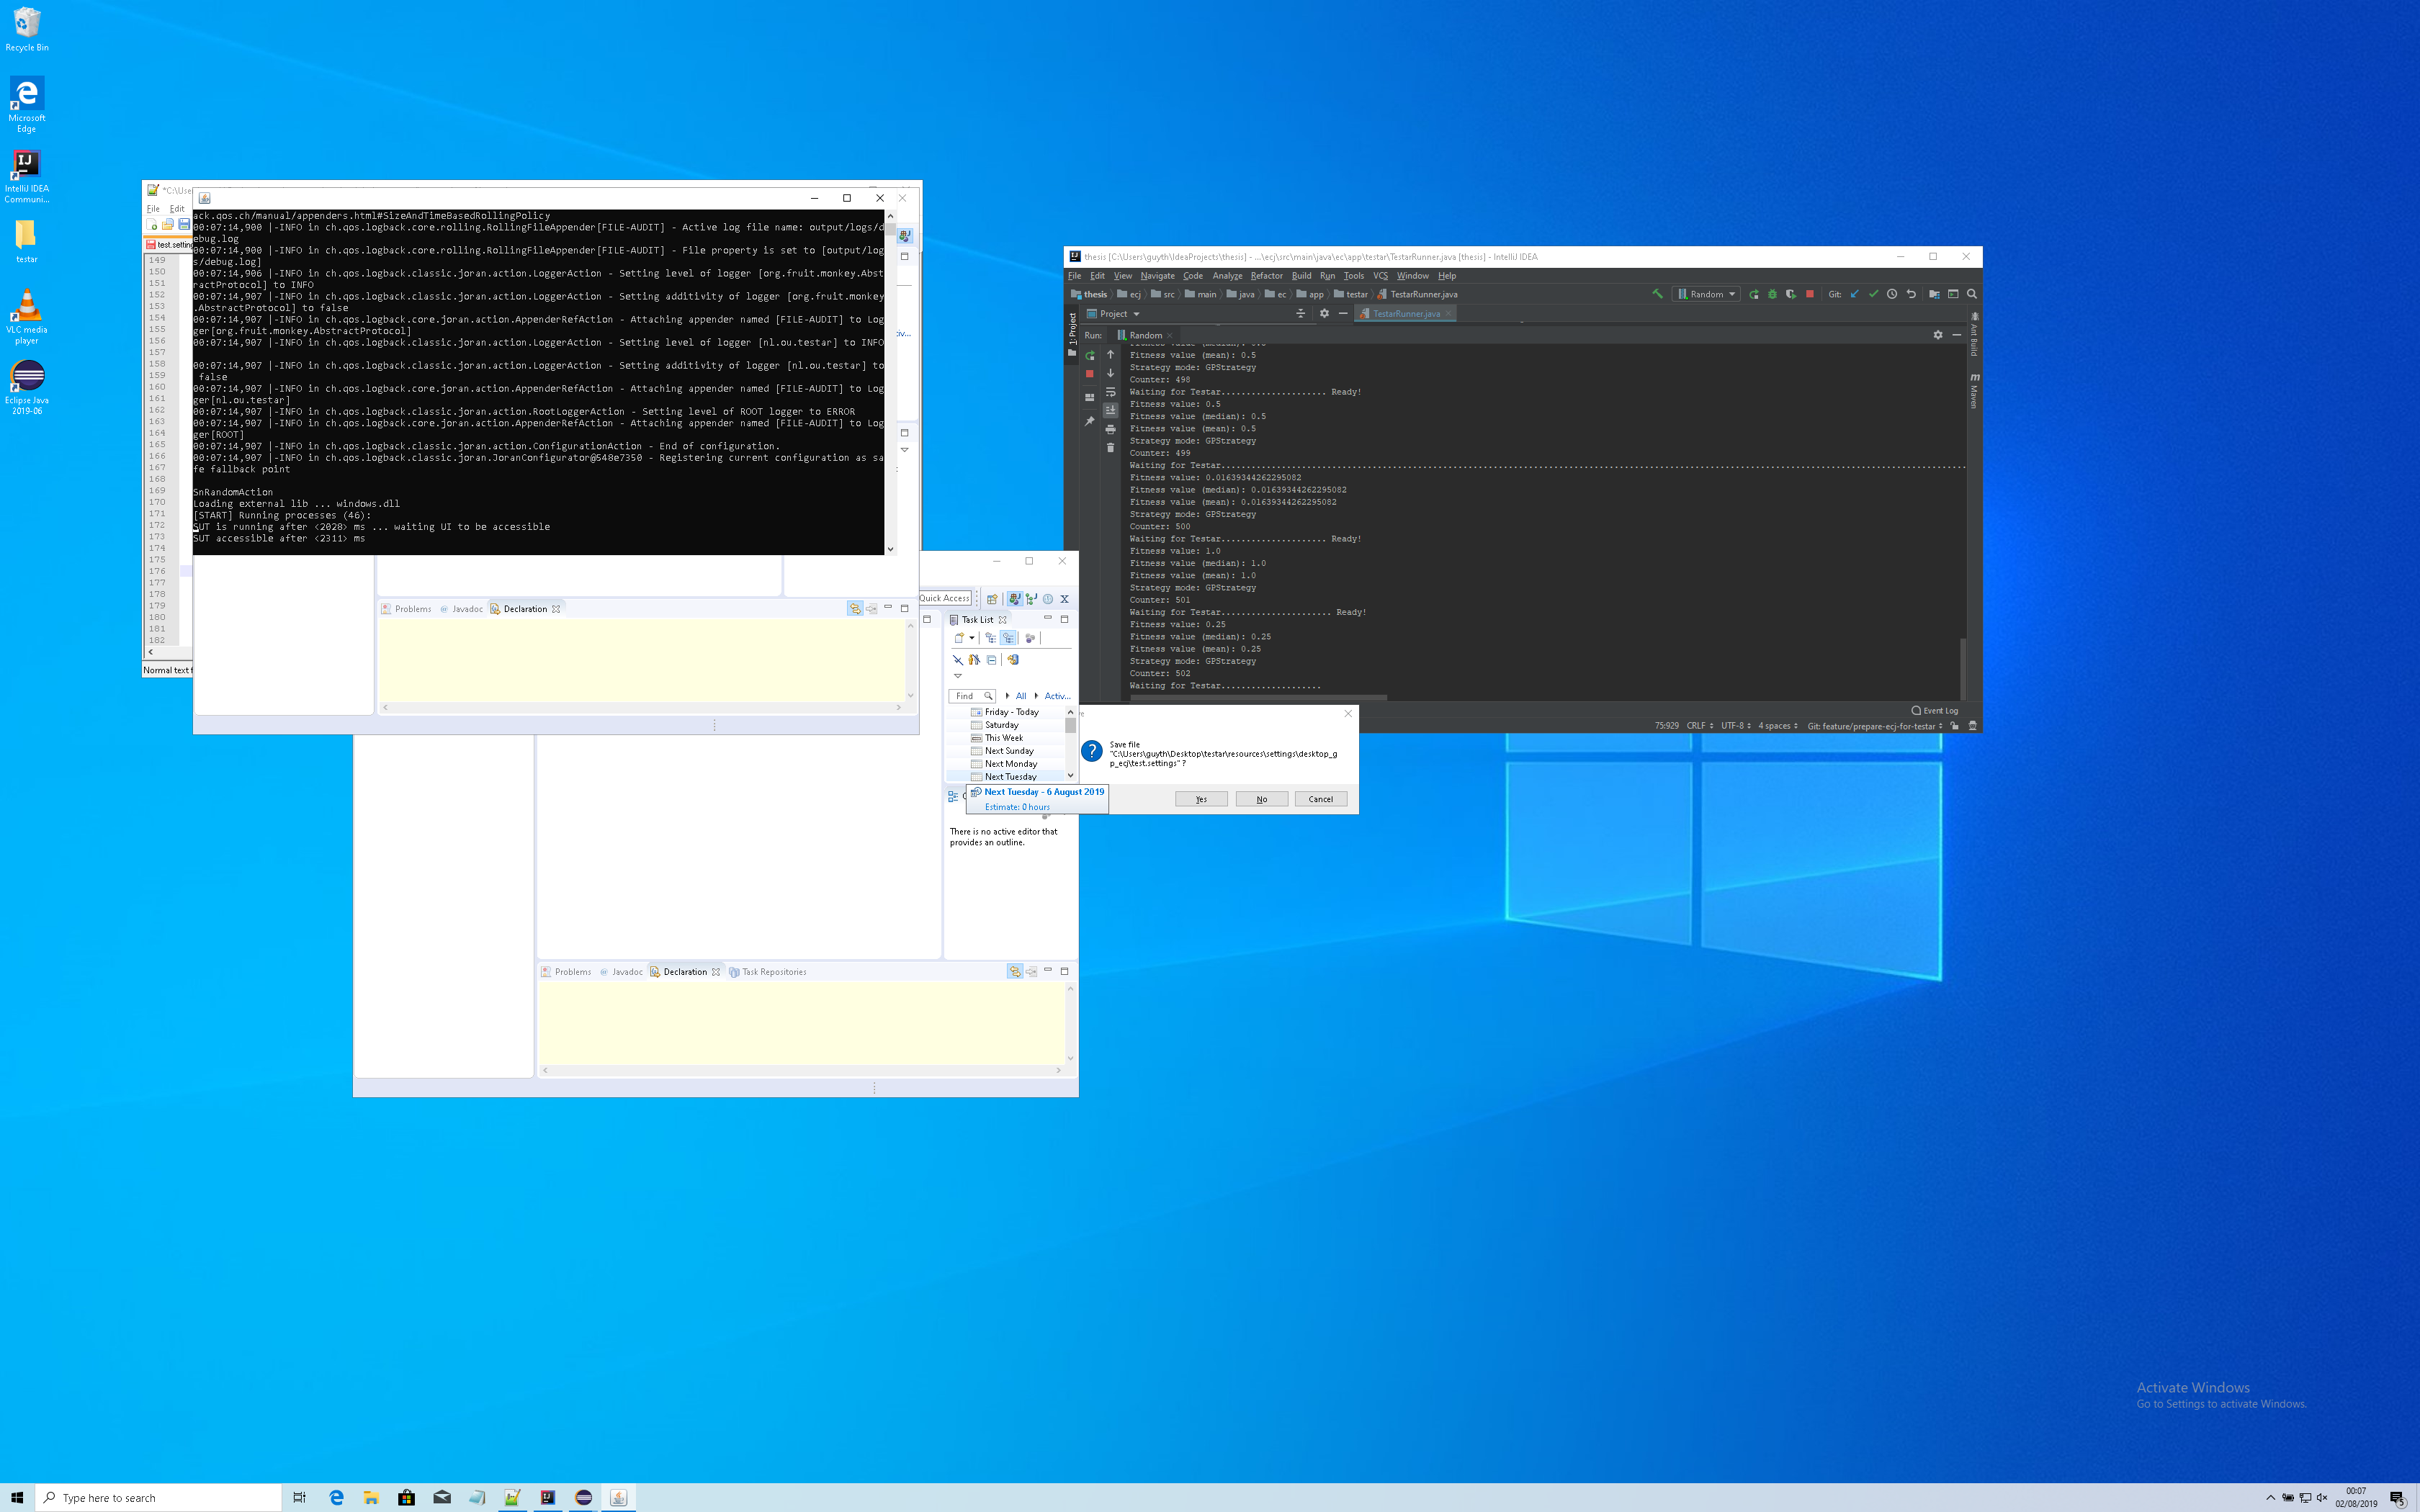 Recycle Bin
Microsoft
Edge
IntelliJ IDEA
Communi...
testar
VLC media
player
Eclipse Java
2019-06
*C:\Use
File Edit
test.settin
149
150
151
152
153
154
155
156
157
158
159
160
161
162
163
164
165
166
167
168
169
170
171
172
173
174
175
176
177
178
179
180
181
182
Normal text f
ack.qos.ch/manual/appenders.html#SizeAndTimeBasedRollingPolicy
00:07:14,900 |-INFO in ch.qos.logback.core.rolling.RollingFileAppender[FILE-AUDIT] - Active log file name: output/logs/d
ebug.log
00:07:14,900 |-INFO in ch.qos.logback.core.rolling.RollingFileAppender[FILE-AUDIT] - File property is set to [output/log
s/debug.log]
00:07:14,906 |-INFO in ch.qos.logback.classic.joran.action.LoggerAction - Setting level of logger [org.fruit.monkey.Abst
ractProtocol] to INFO
00:07:14,907 |-INFO in ch.qos.logback.classic.joran.action.LoggerAction - Setting additivity of logger [org.fruit.monkey
.AbstractProtocol] to false
00:07:14,907 |-INFO in ch.qos.logback.core.joran.action.AppenderRefAction - Attaching appender named [FILE-AUDIT] to Log
ger[org.fruit.monkey.AbstractProtocol]
00:07:14,907 |-INFO in ch.qos.logback.classic.joran.action.LoggerAction - Setting level of logger [nl.ou.testar] to INFO
00:07:14,907 |-INFO in ch.qos.logback.classic.joran.action.LoggerAction - Setting additivity of logger [nl.ou.testar] to
false
00:07:14,907 |-INFO in ch.qos.logback.core.joran.action.AppenderRefAction - Attaching appender named [FILE-AUDIT] to Log
ger[nl.ou.testar]
00:07:14,907 |-INFO in ch.qos.logback.classic.joran.action.RootLoggerAction - Setting level of ROOT logger to ERROR
00:07:14,907 |-INFO in ch.qos.logback.core.joran.action.AppenderRefAction - Attaching appender named [FILE-AUDIT] to Log
ger[ROOT]
00:07:14,907 |-INFO in ch.qos.logback.classic.joran.action.ConfigurationAction - End of configuration.
00:07:14,907 |-INFO in ch.qos.logback.classic.joran.JoranConfigurator@548e7350 - Registering current configuration as sa
fe fallback point
SnRandomAction
Loading external lib ... windows.dll
[START] Running processes (46):
SUT is running after <2028> ms ... waiting UI to be accessible
SUT accessible after <2311> ms
iv...
Problems @ Javadoc Declaration
Quick Access
Task List
Find All Activ...
Friday - Today
Saturday
This Week
Next Sunday
Next Monday
Next Tuesday
Next Tuesday - 6 August 2019
Estimate: 0 hours
There is no active editor that
provides an outline.
Problems @ Javadoc Declaration Task Repositories
thesis [C:\Users\guyth\IdeaProjects\thesis] - ...\ecj\src\main\java\ec\app\testar\TestarRunner.java [thesis] - IntelliJ IDEA
File Edit View Navigate Code Analyze Refactor Build Run Tools VCS Window Help
thesis ecj src main java ec app testar TestarRunner.java Random Git:
1: Project Project TestarRunner.java
Ant Build
Maven
Run: Random
Fitness value (mean): 0.5
Strategy mode: GPStrategy
Counter: 498
Waiting for Testar..................... Ready!
Fitness value: 0.5
Fitness value (median): 0.5
Fitness value (mean): 0.5
Strategy mode: GPStrategy
Counter: 499
Waiting for Testar.....................................................................................................................................................
Fitness value: 0.01639344262295082
Fitness value (median): 0.01639344262295082
Fitness value (mean): 0.01639344262295082
Strategy mode: GPStrategy
Counter: 500
Waiting for Testar..................... Ready!
Fitness value: 1.0
Fitness value (median): 1.0
Fitness value (mean): 1.0
Strategy mode: GPStrategy
Counter: 501
Waiting for Testar...................... Ready!
Fitness value: 0.25
Fitness value (median): 0.25
Fitness value (mean): 0.25
Strategy mode: GPStrategy
Counter: 502
Waiting for Testar....................
Event Log
75:929 CRLF UTF-8 4 spaces Git: feature/prepare-ecj-for-testar
Save file
"C:\Users\guyth\Desktop\testar\resources\settings\desktop_g
p_ecj\test.settings" ?
Yes No Cancel
Activate Windows
Go to Settings to activate Windows.
Type here to search
00:07
02/08/2019
5